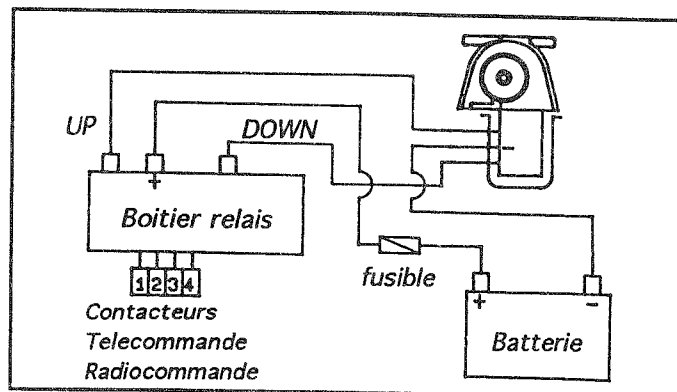 UP
DOWN
+
Boitier relais
1 2 3 4
fusible
Contacteurs
Telecommande
Radiocommande
+ -
Batterie